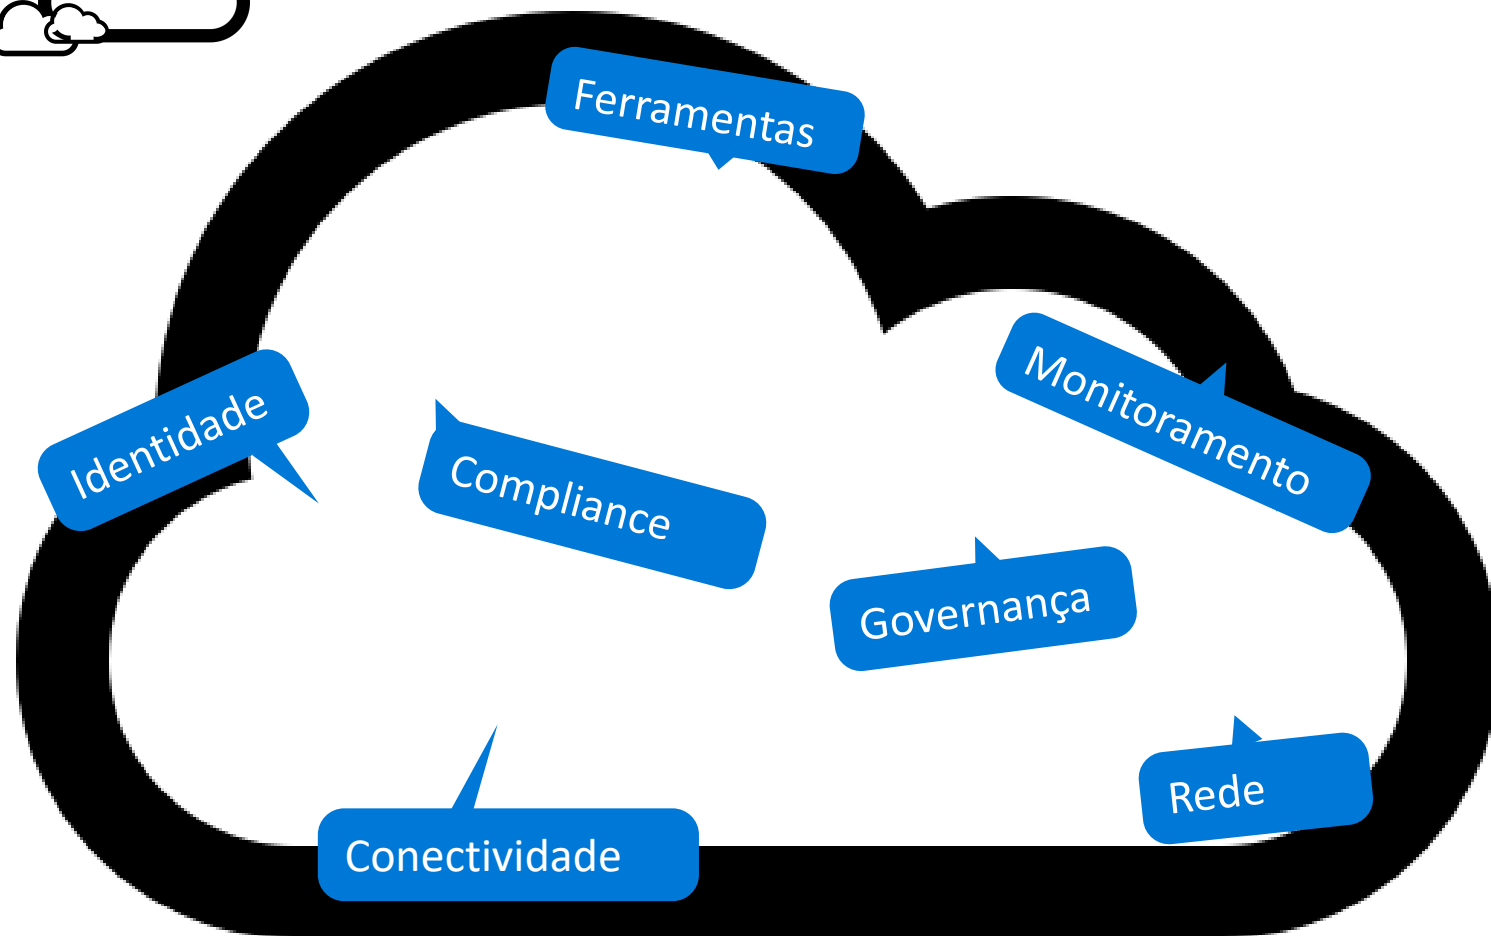 Ferramentas
Monitoramento
Identidade
Compliance
Governança
Rede
Conectividade